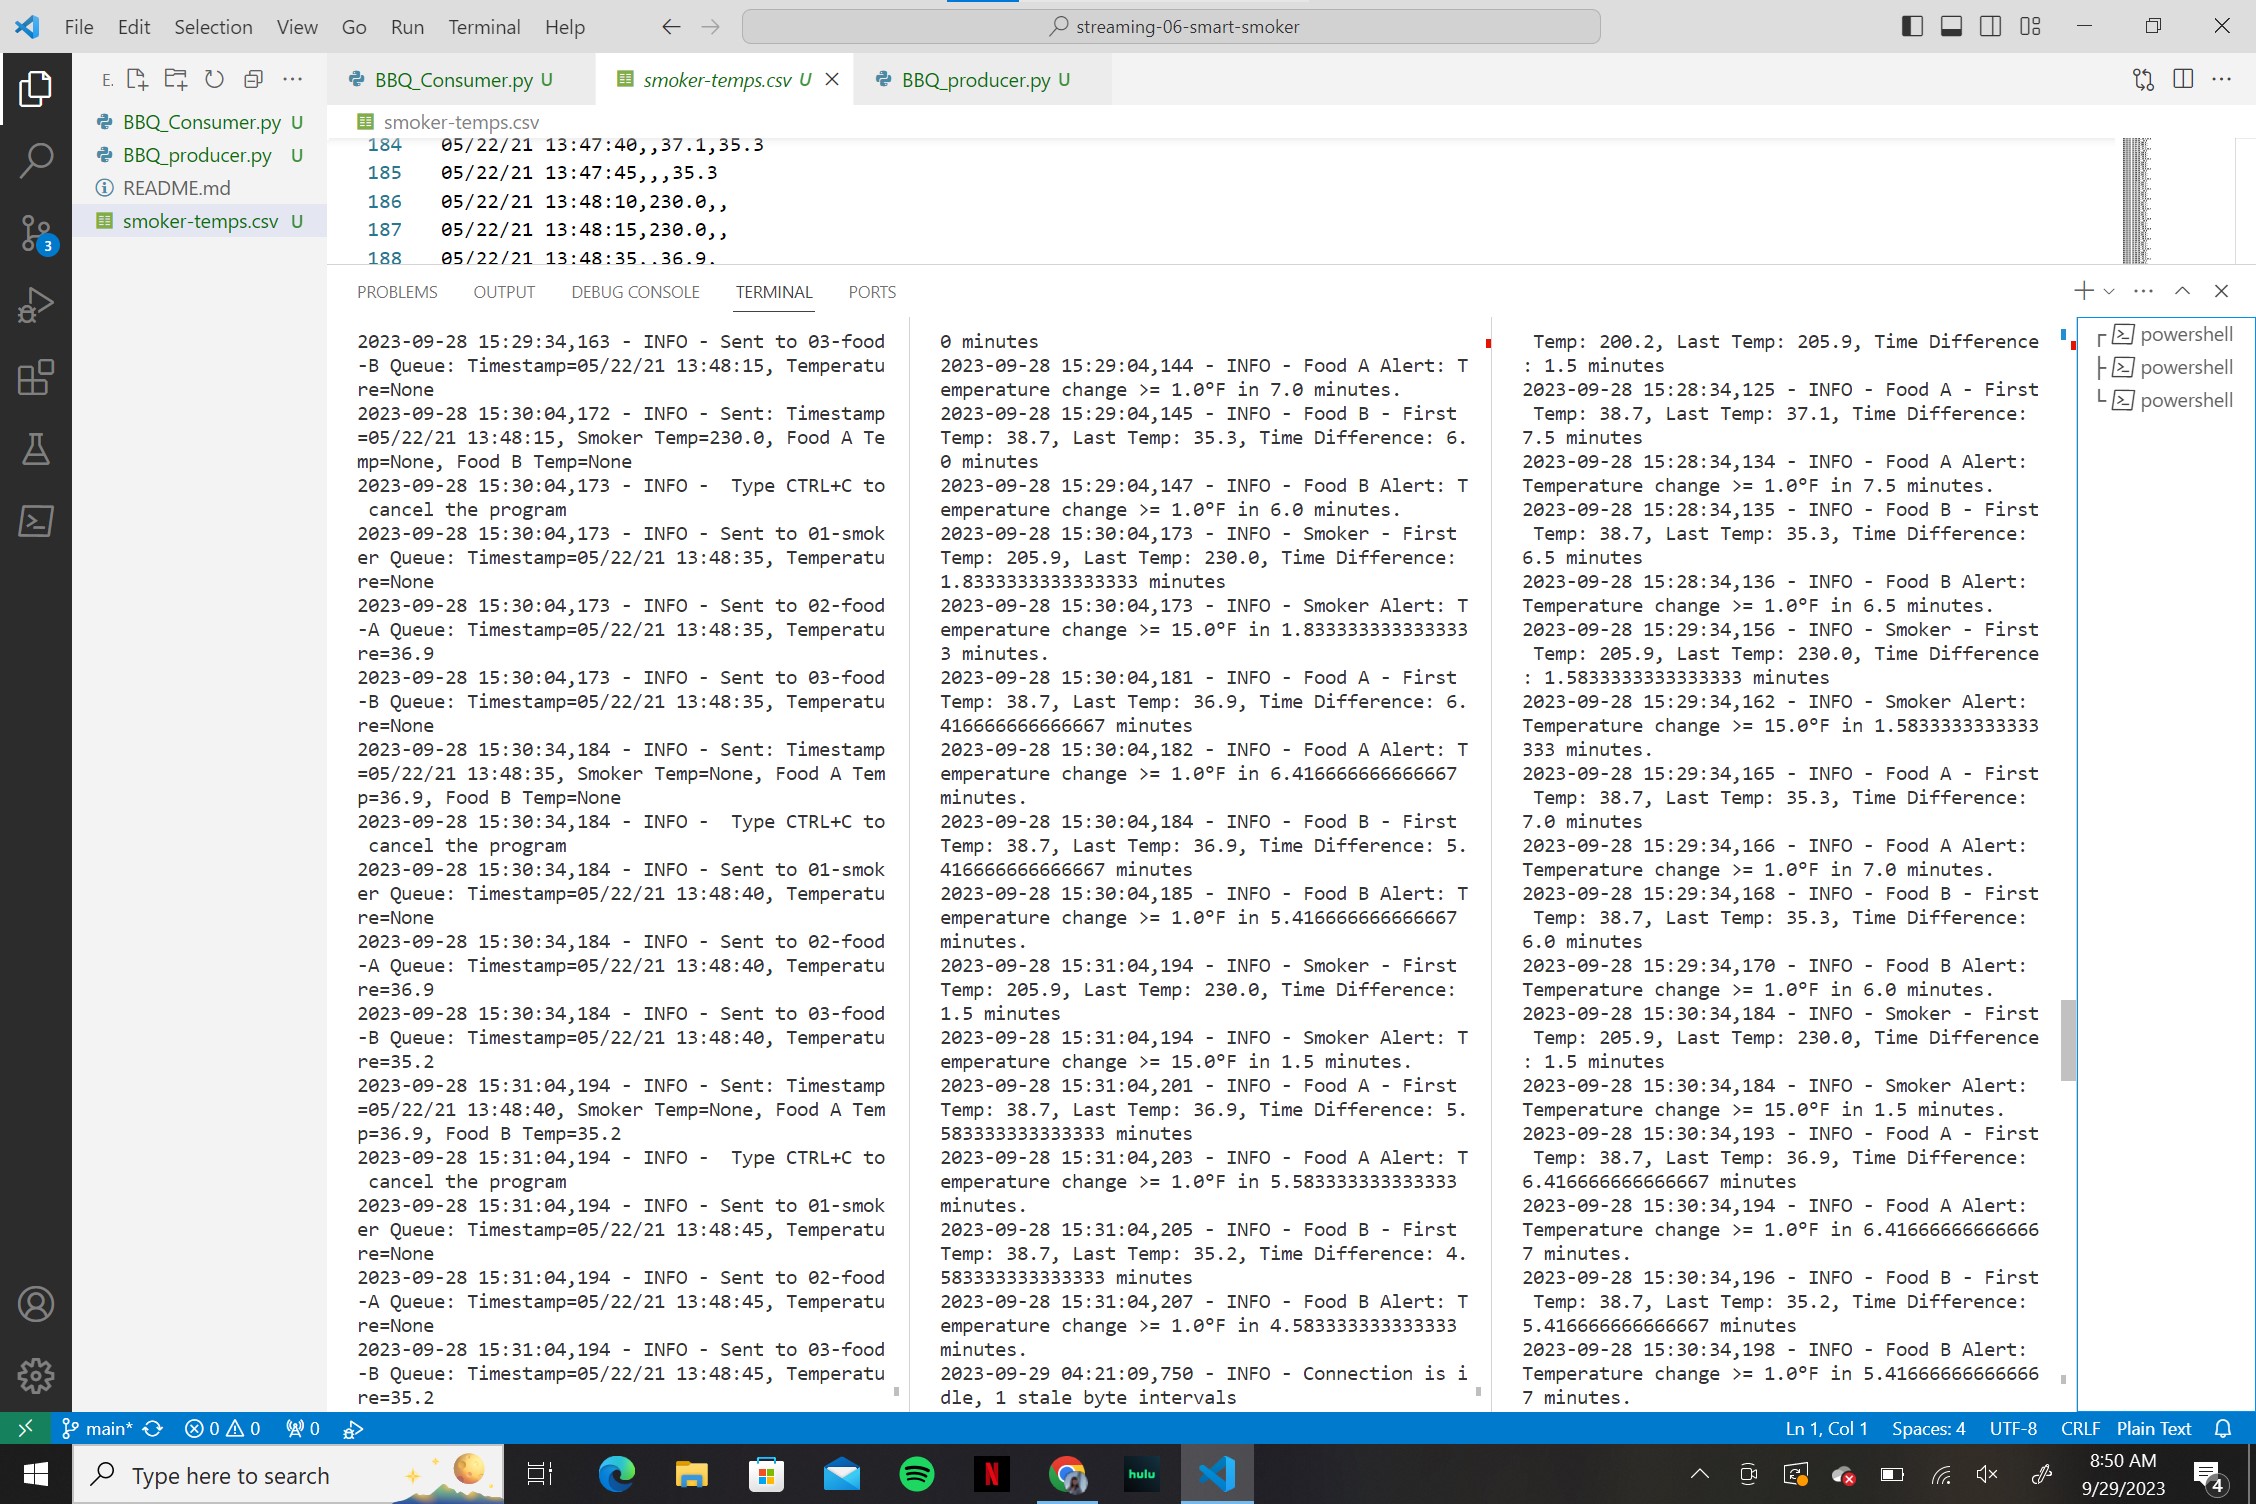 File Edit Selection View Go Run Terminal Help
streaming-06-smart-smoker
E.
BBQ_Consumer.py U
smoker-temps.csv U
BBQ_producer.py U
BBQ_Consumer.py U
BBQ_producer.py U
README.md
smoker-temps.csv U
3
smoker-temps.csv
184 05/22/21 13:47:40,,37.1,35.3
185 05/22/21 13:47:45,,,35.3
186 05/22/21 13:48:10,230.0,,
187 05/22/21 13:48:15,230.0,,
188 05/22/21 13:48:35,,36.9,
PROBLEMS OUTPUT DEBUG CONSOLE TERMINAL PORTS
2023-09-28 15:29:34,163 - INFO - Sent to 03-food
-B Queue: Timestamp=05/22/21 13:48:15, Temperatu
re=None
2023-09-28 15:30:04,172 - INFO - Sent: Timestamp
=05/22/21 13:48:15, Smoker Temp=230.0, Food A Te
mp=None, Food B Temp=None
2023-09-28 15:30:04,173 - INFO -  Type CTRL+C to
 cancel the program
2023-09-28 15:30:04,173 - INFO - Sent to 01-smok
er Queue: Timestamp=05/22/21 13:48:35, Temperatu
re=None
2023-09-28 15:30:04,173 - INFO - Sent to 02-food
-A Queue: Timestamp=05/22/21 13:48:35, Temperatu
re=36.9
2023-09-28 15:30:04,173 - INFO - Sent to 03-food
-B Queue: Timestamp=05/22/21 13:48:35, Temperatu
re=None
2023-09-28 15:30:34,184 - INFO - Sent: Timestamp
=05/22/21 13:48:35, Smoker Temp=None, Food A Tem
p=36.9, Food B Temp=None
2023-09-28 15:30:34,184 - INFO -  Type CTRL+C to
 cancel the program
2023-09-28 15:30:34,184 - INFO - Sent to 01-smok
er Queue: Timestamp=05/22/21 13:48:40, Temperatu
re=None
2023-09-28 15:30:34,184 - INFO - Sent to 02-food
-A Queue: Timestamp=05/22/21 13:48:40, Temperatu
re=36.9
2023-09-28 15:30:34,184 - INFO - Sent to 03-food
-B Queue: Timestamp=05/22/21 13:48:40, Temperatu
re=35.2
2023-09-28 15:31:04,194 - INFO - Sent: Timestamp
=05/22/21 13:48:40, Smoker Temp=None, Food A Tem
p=36.9, Food B Temp=35.2
2023-09-28 15:31:04,194 - INFO -  Type CTRL+C to
 cancel the program
2023-09-28 15:31:04,194 - INFO - Sent to 01-smok
er Queue: Timestamp=05/22/21 13:48:45, Temperatu
re=None
2023-09-28 15:31:04,194 - INFO - Sent to 02-food
-A Queue: Timestamp=05/22/21 13:48:45, Temperatu
re=None
2023-09-28 15:31:04,194 - INFO - Sent to 03-food
-B Queue: Timestamp=05/22/21 13:48:45, Temperatu
re=35.2
0 minutes
2023-09-28 15:29:04,144 - INFO - Food A Alert: T
emperature change >= 1.0°F in 7.0 minutes.
2023-09-28 15:29:04,145 - INFO - Food B - First
Temp: 38.7, Last Temp: 35.3, Time Difference: 6.
0 minutes
2023-09-28 15:29:04,147 - INFO - Food B Alert: T
emperature change >= 1.0°F in 6.0 minutes.
2023-09-28 15:30:04,173 - INFO - Smoker - First
Temp: 205.9, Last Temp: 230.0, Time Difference:
1.8333333333333333 minutes
2023-09-28 15:30:04,173 - INFO - Smoker Alert: T
emperature change >= 15.0°F in 1.833333333333333
3 minutes.
2023-09-28 15:30:04,181 - INFO - Food A - First
Temp: 38.7, Last Temp: 36.9, Time Difference: 6.
416666666666667 minutes
2023-09-28 15:30:04,182 - INFO - Food A Alert: T
emperature change >= 1.0°F in 6.416666666666667
minutes.
2023-09-28 15:30:04,184 - INFO - Food B - First
Temp: 38.7, Last Temp: 36.9, Time Difference: 5.
416666666666667 minutes
2023-09-28 15:30:04,185 - INFO - Food B Alert: T
emperature change >= 1.0°F in 5.416666666666667
minutes.
2023-09-28 15:31:04,194 - INFO - Smoker - First
Temp: 205.9, Last Temp: 230.0, Time Difference:
1.5 minutes
2023-09-28 15:31:04,194 - INFO - Smoker Alert: T
emperature change >= 15.0°F in 1.5 minutes.
2023-09-28 15:31:04,201 - INFO - Food A - First
Temp: 38.7, Last Temp: 36.9, Time Difference: 5.
583333333333333 minutes
2023-09-28 15:31:04,203 - INFO - Food A Alert: T
emperature change >= 1.0°F in 5.583333333333333
minutes.
2023-09-28 15:31:04,205 - INFO - Food B - First
Temp: 38.7, Last Temp: 35.2, Time Difference: 4.
583333333333333 minutes
2023-09-28 15:31:04,207 - INFO - Food B Alert: T
emperature change >= 1.0°F in 4.583333333333333
minutes.
2023-09-29 04:21:09,750 - INFO - Connection is i
dle, 1 stale byte intervals
 Temp: 200.2, Last Temp: 205.9, Time Difference
: 1.5 minutes
2023-09-28 15:28:34,125 - INFO - Food A - First
 Temp: 38.7, Last Temp: 37.1, Time Difference:
7.5 minutes
2023-09-28 15:28:34,134 - INFO - Food A Alert:
Temperature change >= 1.0°F in 7.5 minutes.
2023-09-28 15:28:34,135 - INFO - Food B - First
 Temp: 38.7, Last Temp: 35.3, Time Difference:
6.5 minutes
2023-09-28 15:28:34,136 - INFO - Food B Alert:
Temperature change >= 1.0°F in 6.5 minutes.
2023-09-28 15:29:34,156 - INFO - Smoker - First
 Temp: 205.9, Last Temp: 230.0, Time Difference
: 1.5833333333333333 minutes
2023-09-28 15:29:34,162 - INFO - Smoker Alert:
Temperature change >= 15.0°F in 1.5833333333333
333 minutes.
2023-09-28 15:29:34,165 - INFO - Food A - First
 Temp: 38.7, Last Temp: 35.3, Time Difference:
7.0 minutes
2023-09-28 15:29:34,166 - INFO - Food A Alert:
Temperature change >= 1.0°F in 7.0 minutes.
2023-09-28 15:29:34,168 - INFO - Food B - First
 Temp: 38.7, Last Temp: 35.3, Time Difference:
6.0 minutes
2023-09-28 15:29:34,170 - INFO - Food B Alert:
Temperature change >= 1.0°F in 6.0 minutes.
2023-09-28 15:30:34,184 - INFO - Smoker - First
 Temp: 205.9, Last Temp: 230.0, Time Difference
: 1.5 minutes
2023-09-28 15:30:34,184 - INFO - Smoker Alert:
Temperature change >= 15.0°F in 1.5 minutes.
2023-09-28 15:30:34,193 - INFO - Food A - First
 Temp: 38.7, Last Temp: 36.9, Time Difference:
6.416666666666667 minutes
2023-09-28 15:30:34,194 - INFO - Food A Alert:
Temperature change >= 1.0°F in 6.41666666666666
7 minutes.
2023-09-28 15:30:34,196 - INFO - Food B - First
 Temp: 38.7, Last Temp: 35.2, Time Difference:
5.416666666666667 minutes
2023-09-28 15:30:34,198 - INFO - Food B Alert:
Temperature change >= 1.0°F in 5.41666666666666
7 minutes.
powershell
powershell
powershell
main* 0 0 0
Ln 1, Col 1 Spaces: 4 UTF-8 CRLF Plain Text
Type here to search
N
hulu
8:50 AM
9/29/2023
4